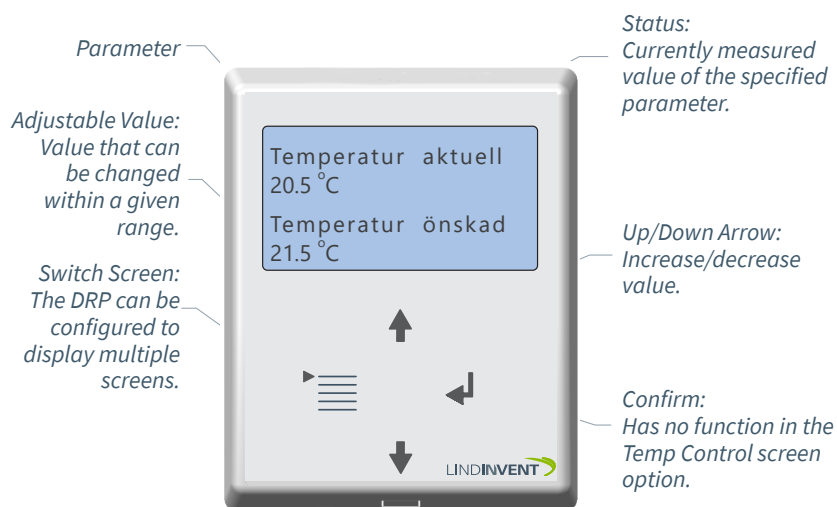 Parameter
Status:
Currently measured
value of the specified
parameter.
Adjustable Value:
Value that can
be changed
within a given
range.
Temperatur aktuell
20.5 °C
Temperatur önskad
21.5 °C
Switch Screen:
The DRP can be
configured to
display multiple
screens.
Up/Down Arrow:
Increase/decrease
value.
Confirm:
Has no function in the
Temp Control screen
option.
LINDINVENT